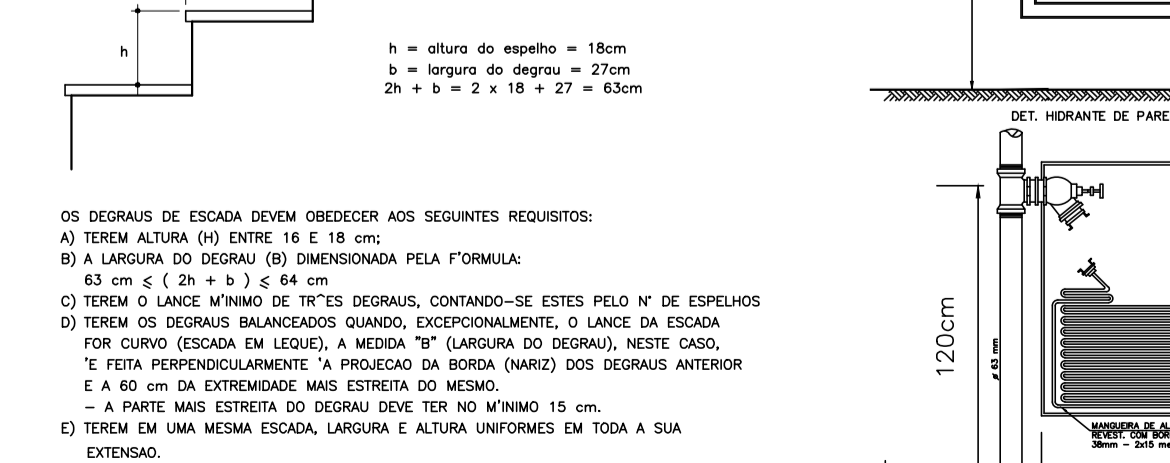 h
h = altura do espelho = 18cm
b = largura do degrau = 27cm
2h + b = 2 x 18 + 27 = 63cm
OS DEGRAUS DE ESCADA DEVEM OBEDECER AOS SEGUINTES REQUISITOS:
A) TEREM ALTURA (H) ENTRE 16 E 18 cm;
B) A LARGURA DO DEGRAU (B) DIMENSIONADA PELA F'ORMULA:
63 cm ⩽ ( 2h + b ) ⩽ 64 cm
C) TEREM O LANCE M'INIMO DE TR^ES DEGRAUS, CONTANDO-SE ESTES PELO N° DE ESPELHOS
D) TEREM OS DEGRAUS BALANCEADOS QUANDO, EXCEPCIONALMENTE, O LANCE DA ESCADA
FOR CURVO (ESCADA EM LEQUE), A MEDIDA "B" (LARGURA DO DEGRAU), NESTE CASO,
'E FEITA PERPENDICULARMENTE 'A PROJECAO DA BORDA (NARIZ) DOS DEGRAUS ANTERIOR
E A 60 cm DA EXTREMIDADE MAIS ESTREITA DO MESMO.
- A PARTE MAIS ESTREITA DO DEGRAU DEVE TER NO M'INIMO 15 cm.
E) TEREM EM UMA MESMA ESCADA, LARGURA E ALTURA UNIFORMES EM TODA A SUA
EXTENSAO.
DET. HIDRANTE DE PARE
120cm
ø 63 mm
MANGUEIRA DE AL
REVEST. COM BOR
38mm - 2x15 me